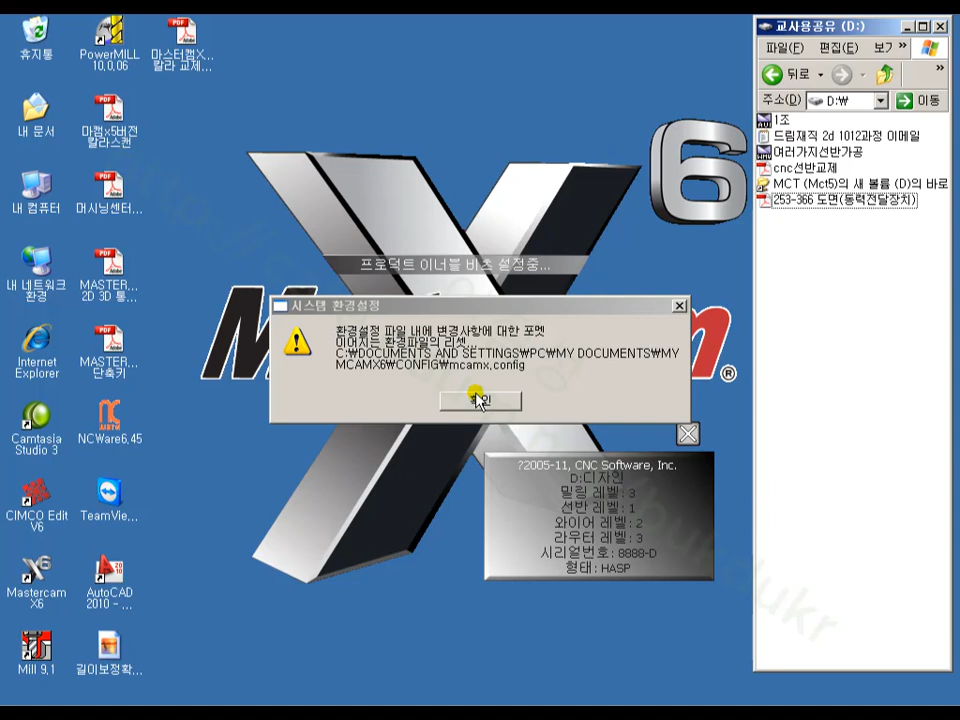 휴지통
PowerMILL
10.0.06
마스터캠X...
칼라 교제...
내 문서
마캠x5버전
칼라스캔
내 컴퓨터
머시닝센터...
내 네트워크
환경
MASTER...
2D 3D 통...
Internet
Explorer
MASTER...
단축키
Camtasia
Studio 3
NCWare6.45
CIMCO Edit
V6
TeamVie...
Mastercam
X6
AutoCAD
2010 - ...
Mill 9.1
길이보정확...
6
프로덕트 이너블 비츠 설정중...
시스템 환경설정
환경설정 파일 내에 변경사항에 대한 포멧
이머지드 환경파일의 리셋
C:\DOCUMENTS AND SETTINGS\PC\MY DOCUMENTS\MY
MCAMX6\CONFIG\mcamx.config
확인
?2005-11, CNC Software, Inc.
D:디자인
밀링 레벨: 3
선반 레벨: 1
와이어 레벨: 2
라우터 레벨: 3
시리얼번호: 8888-D
형태: HASP
교사용공유 (D:)
파일(F) 편집(E) 보기 »
뒤로 »
주소(D) D:\ 이동
1조
드림재직 2d 1012과정 이메일
여러가지선반가공
cnc선반교제
MCT (Mct5)의 새 볼륨 (D)의 바로
253-366 도면(동력전달장치)